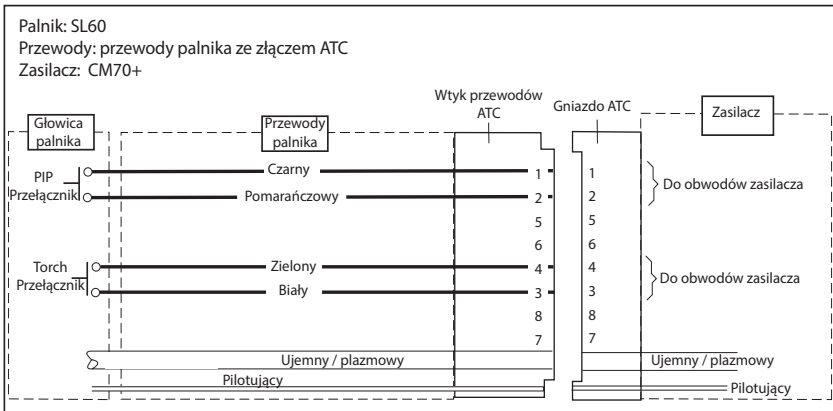 Palnik: SL60
Przewody: przewody palnika ze złączem ATC
Zasilacz: CM70+
Głowica
palnika
Przewody
palnika
Wtyk przewodów
ATC
Gniazdo ATC
Zasilacz
PIP
Przełącznik
Czarny
Pomarańczowy
1
2
5
6
4
3
8
7
1
2
5
6
4
3
8
7
Do obwodów zasilacza
Torch
Przełącznik
Zielony
Biały
Do obwodów zasilacza
Ujemny / plazmowy
Pilotujący
Ujemny / plazmowy
Pilotujący